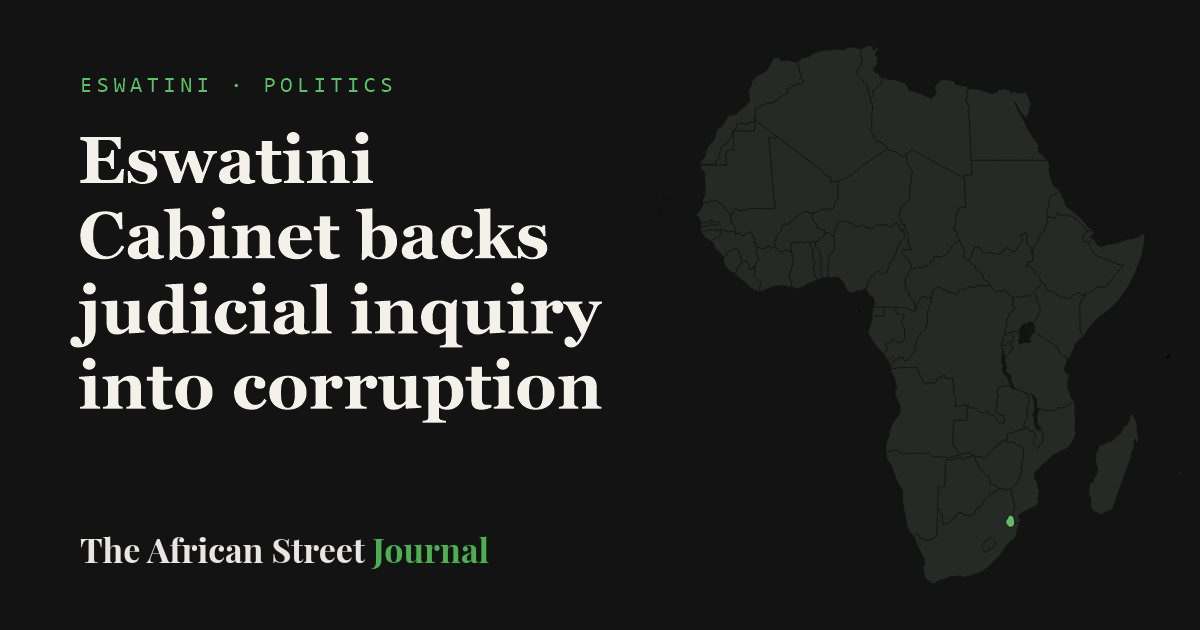 ESWATINI · POLITICS
Eswatini
Cabinet backs
judicial inquiry
into corruption
The African Street Journal